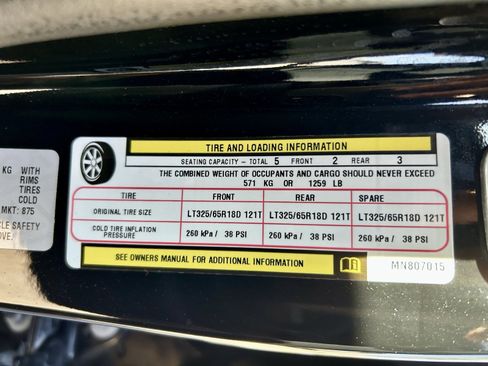 TIRE AND LOADING INFORMATION
SEATING CAPACITY - TOTAL 5 FRONT 2 REAR 3
THE COMBINED WEIGHT OF OCCUPANTS AND CARGO SHOULD NEVER EXCEED
571 KG OR 1259 LB
TIRE FRONT REAR SPARE
ORIGINAL TIRE SIZE LT325/65R18D 121T LT325/65R18D 121T LT325/65R18D 121T
COLD TIRE INFLATION PRESSURE 260 kPa / 38 PSI 260 kPa / 38 PSI 260 kPa / 38 PSI
SEE OWNERS MANUAL FOR ADDITIONAL INFORMATION
MN807015
KG WITH
RIMS
TIRES
COLD
MKT: 875
SAFETY